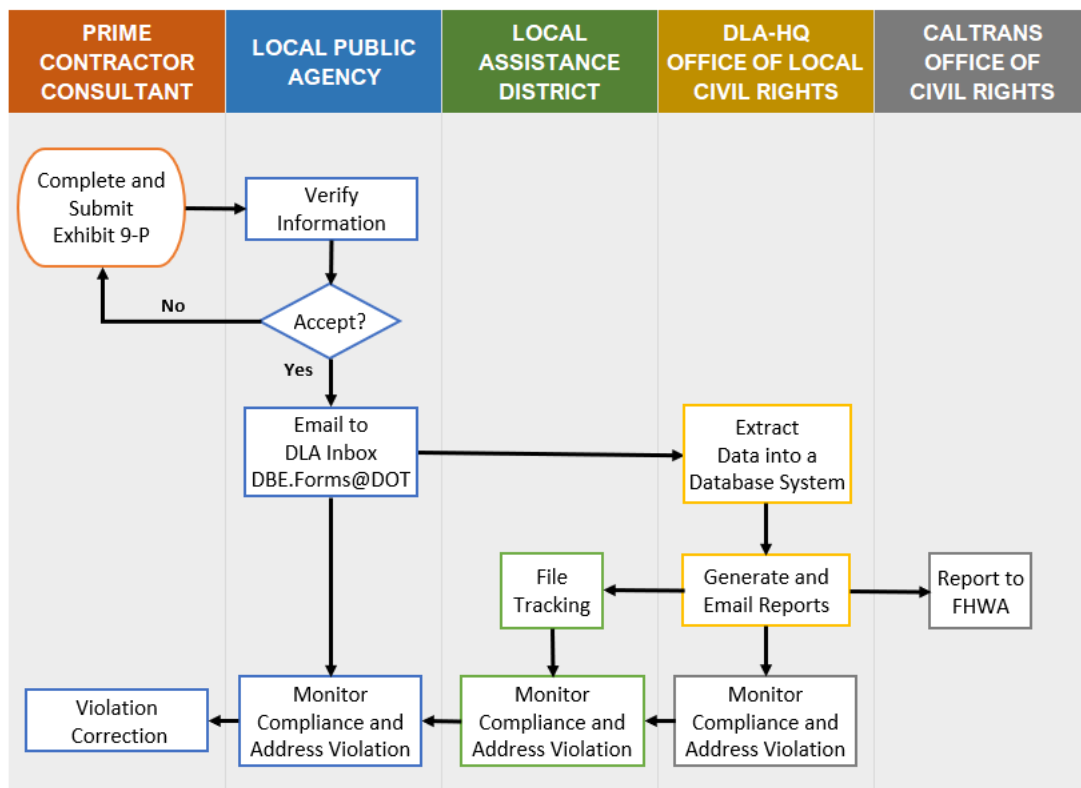 PRIME
CONTRACTOR
CONSULTANT
LOCAL PUBLIC
AGENCY
LOCAL
ASSISTANCE
DISTRICT
DLA-HQ
OFFICE OF LOCAL
CIVIL RIGHTS
CALTRANS
OFFICE OF
CIVIL RIGHTS
Complete and
Submit
Exhibit 9-P
Verify
Information
No
Accept?
Yes
Email to
DLA Inbox
DBE.Forms@DOT
Extract
Data into a
Database System
File
Tracking
Generate and
Email Reports
Report to
FHWA
Violation
Correction
Monitor
Compliance and
Address Violation
Monitor
Compliance and
Address Violation
Monitor
Compliance and
Address Violation